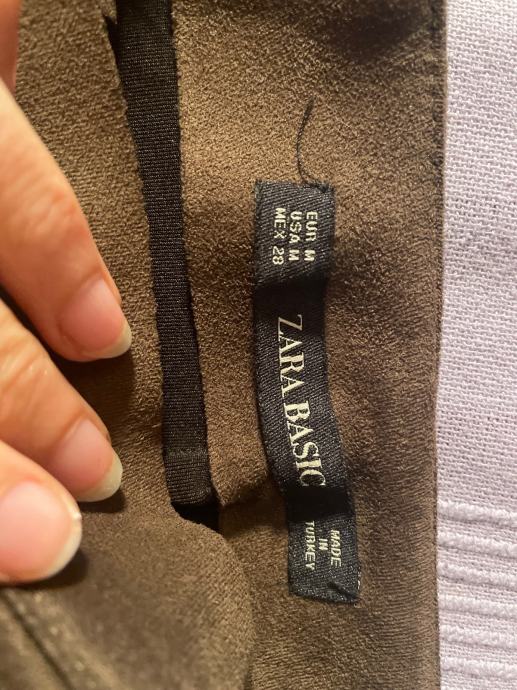 EUR M
USA M
MEX 28
ZARA BASIC
MADE
IN
TURKEY